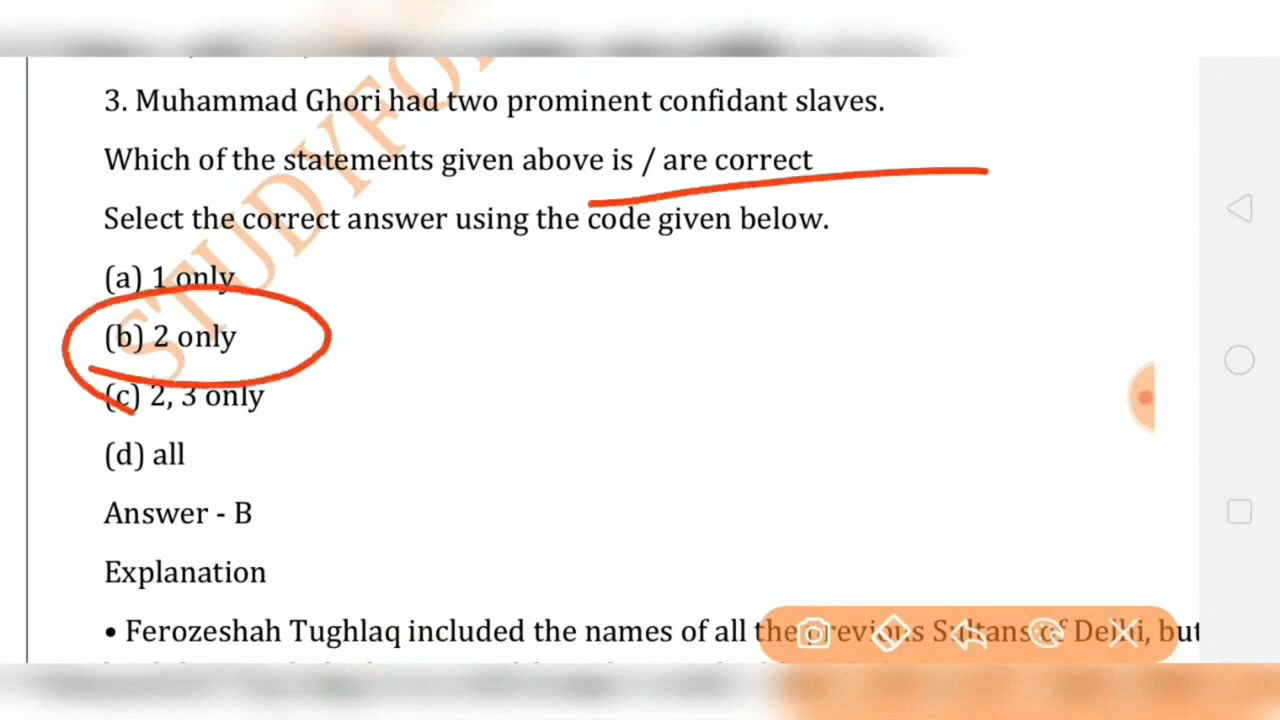 3. Muhammad Ghori had two prominent confidant slaves.
Which of the statements given above is / are correct
Select the correct answer using the code given below.
(a) 1 only
(b) 2 only
(c) 2, 3 only
(d) all
Answer - B
Explanation
• Ferozeshah Tughlaq included the names of all the previous Sultans of Delhi, but
STUDYFO